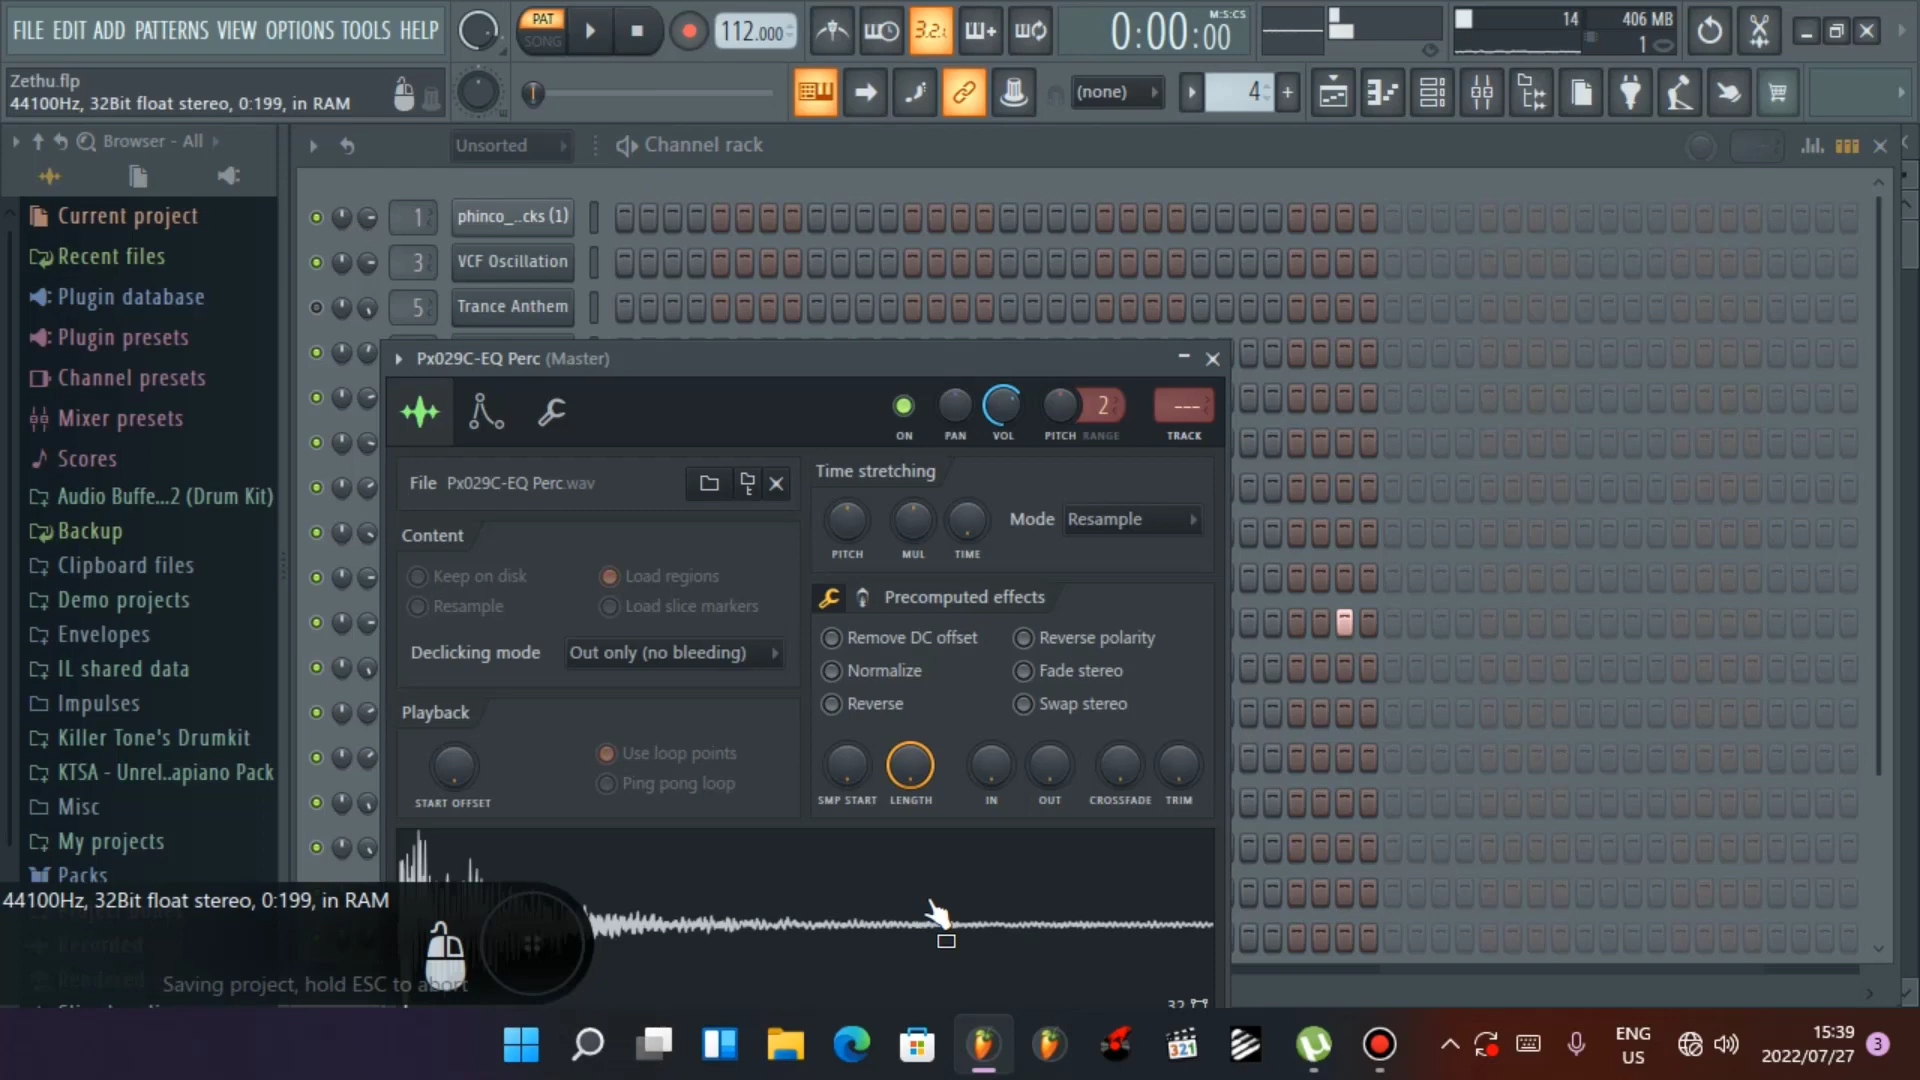 FILE EDIT ADD PATTERNS VIEW OPTIONS TOOLS HELP
PAT
SONG
112.000
3.2.
0:00:00
M:S:CS
14
406 MB
1
Zethu.flp
44100Hz, 32Bit float stereo, 0:199, in RAM
(none)
4
Browser - All
Unsorted
Channel rack
Current project
Recent files
Plugin database
Plugin presets
Channel presets
Mixer presets
Scores
Audio Buffe...2 (Drum Kit)
Backup
Clipboard files
Demo projects
Envelopes
IL shared data
Impulses
Killer Tone's Drumkit
KTSA - Unrel..apiano Pack
Misc
My projects
Packs
Recorded
Rendered
1
phinco_..cks (1)
3
VCF Oscillation
5
Trance Anthem
Px029C-EQ Perc (Master)
ON
PAN
VOL
PITCH
RANGE
2
---
TRACK
File
Px029C-EQ Perc.wav
Content
Keep on disk
Load regions
Resample
Load slice markers
Declicking mode
Out only (no bleeding)
Playback
START OFFSET
Use loop points
Ping pong loop
Time stretching
PITCH
MUL
TIME
Mode
Resample
Precomputed effects
Remove DC offset
Reverse polarity
Normalize
Fade stereo
Reverse
Swap stereo
SMP START
LENGTH
IN
OUT
CROSSFADE
TRIM
32
44100Hz, 32Bit float stereo, 0:199, in RAM
Saving project, hold ESC to abort
321
ENG
US
15:39
2022/07/27
3